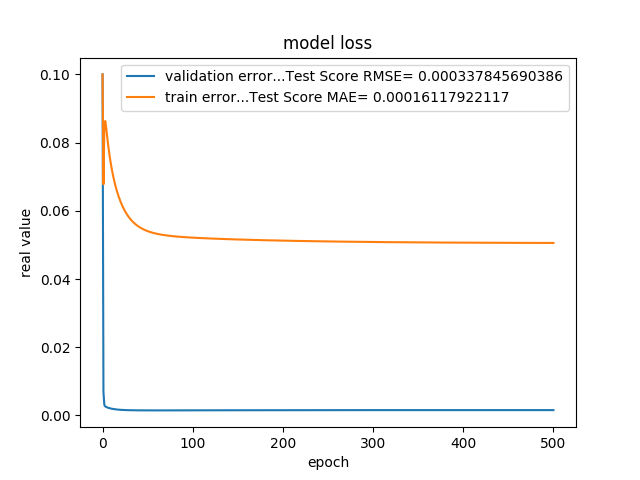 model loss
validation error...Test Score RMSE= 0.000337845690386
train error...Test Score MAE= 0.00016117922117
0.10
0.08
0.06
0.04
0.02
0.00
real value
0 100 200 300 400 500
epoch